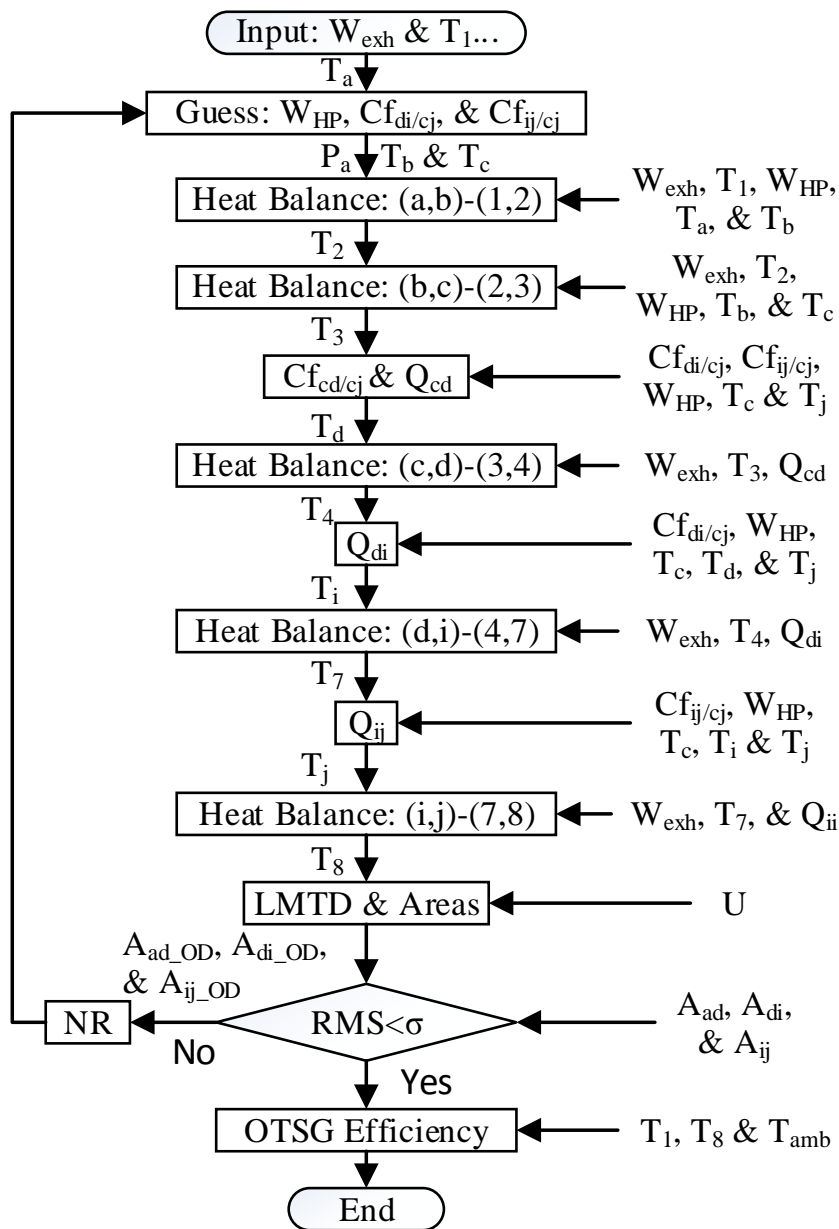 Input: W_exh & T_1...
T_a
Guess: W_HP, Cf_di/cj, & Cf_ij/cj
P_a T_b & T_c
Heat Balance: (a,b)-(1,2)
W_exh, T_1, W_HP,
T_a, & T_b
T_2
Heat Balance: (b,c)-(2,3)
W_exh, T_2,
W_HP, T_b, & T_c
T_3
Cf_cd/cj & Q_cd
Cf_di/cj, Cf_ij/cj,
W_HP, T_c & T_j
T_d
Heat Balance: (c,d)-(3,4)
W_exh, T_3, Q_cd
T_4
Q_di
Cf_di/cj, W_HP,
T_c, T_d, & T_j
T_i
Heat Balance: (d,i)-(4,7)
W_exh, T_4, Q_di
T_7
Q_ij
Cf_ij/cj, W_HP,
T_c, T_i & T_j
T_j
Heat Balance: (i,j)-(7,8)
W_exh, T_7, & Q_ii
T_8
LMTD & Areas
U
A_ad_OD, A_di_OD,
& A_ij_OD
NR
No
RMS<σ
A_ad, A_di,
& A_ij
Yes
OTSG Efficiency
T_1, T_8 & T_amb
End